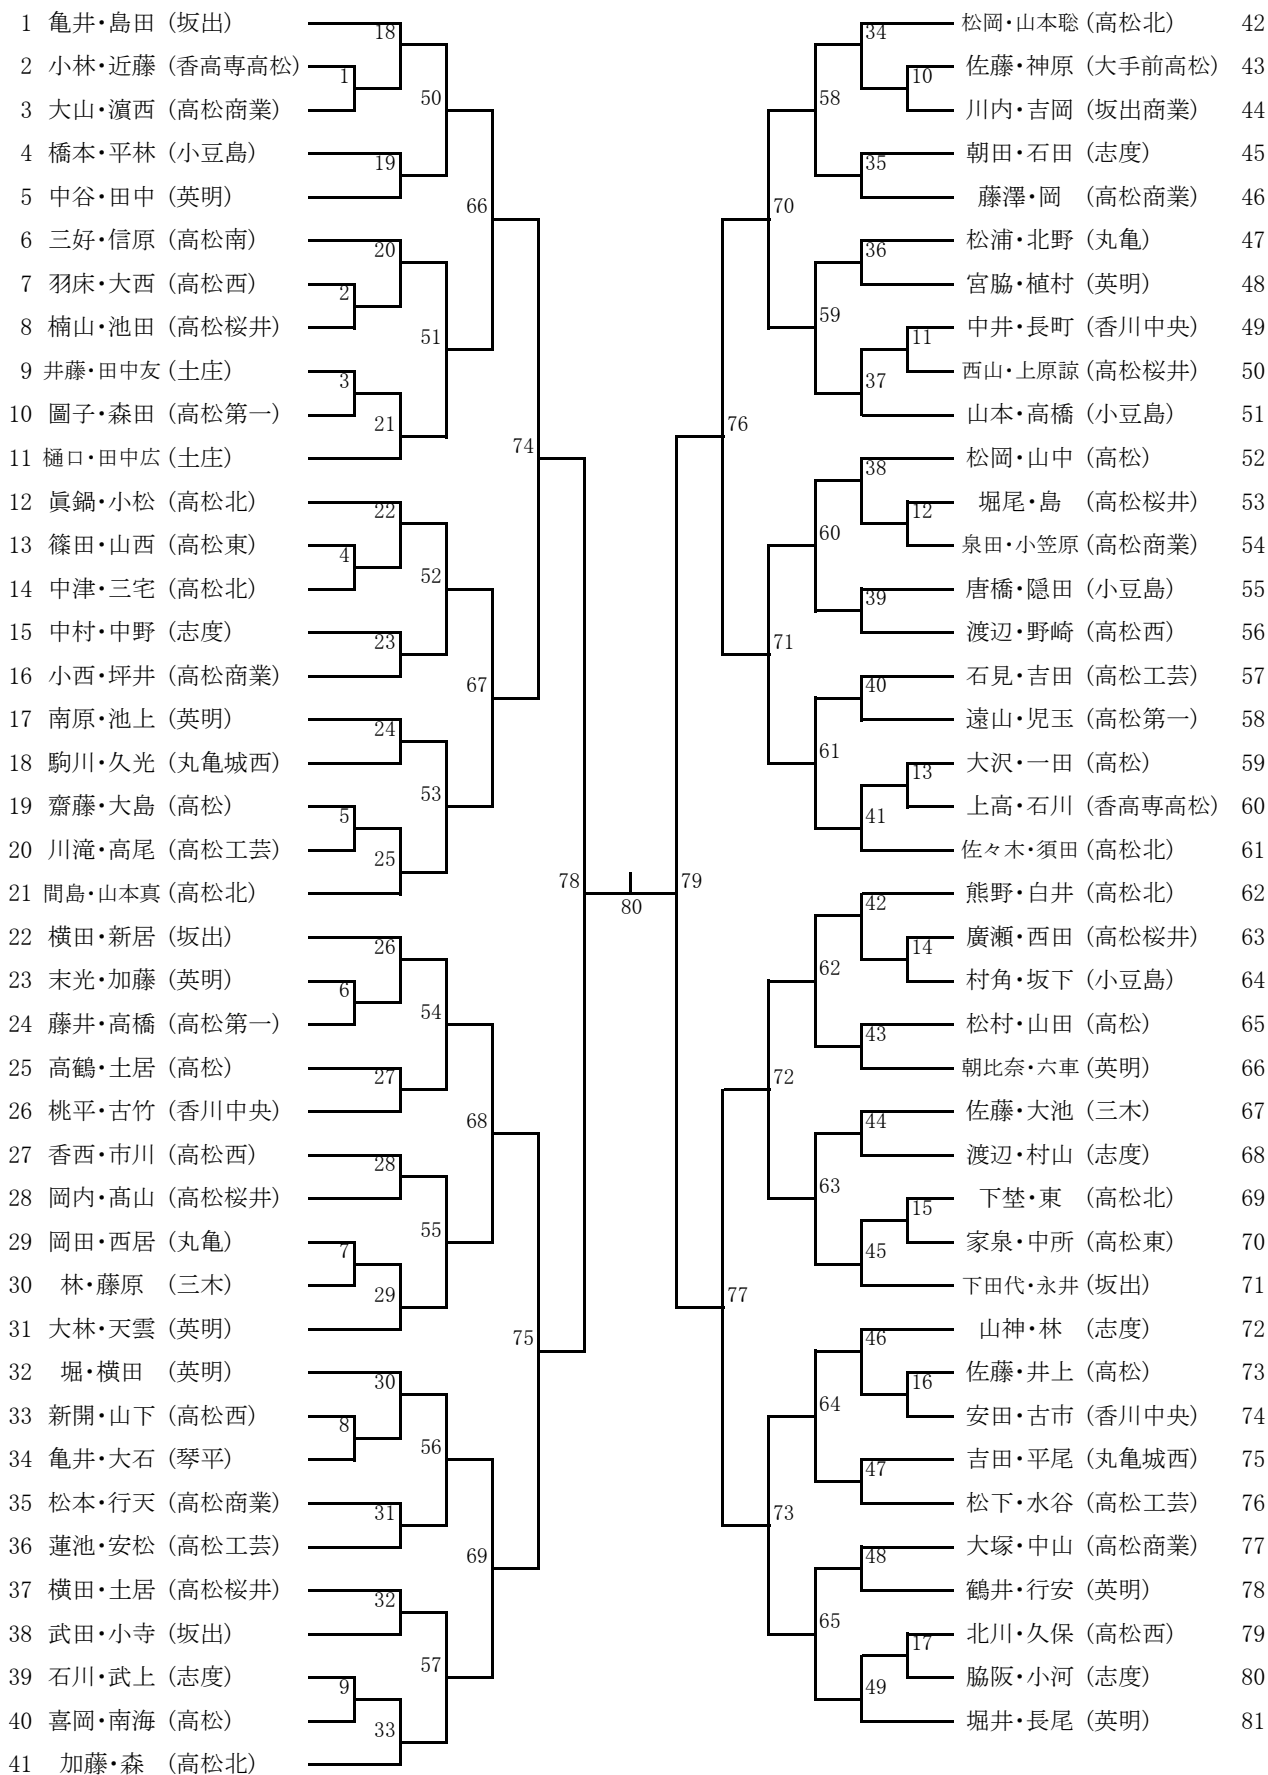 1 亀井・島田 (坂出)
2 小林・近藤 (香高専高松)
3 大山・濵西 (高松商業)
4 橋本・平林 (小豆島)
5 中谷・田中 (英明)
6 三好・信原 (高松南)
7 羽床・大西 (高松西)
8 楠山・池田 (高松桜井)
9 井藤・田中友 (土庄)
10 圖子・森田 (高松第一)
11 樋口・田中広 (土庄)
12 眞鍋・小松 (高松北)
13 篠田・山西 (高松東)
14 中津・三宅 (高松北)
15 中村・中野 (志度)
16 小西・坪井 (高松商業)
17 南原・池上 (英明)
18 駒川・久光 (丸亀城西)
19 齋藤・大島 (高松)
20 川滝・高尾 (高松工芸)
21 間島・山本真 (高松北)
22 横田・新居 (坂出)
23 末光・加藤 (英明)
24 藤井・高橋 (高松第一)
25 高鶴・土居 (高松)
26 桃平・古竹 (香川中央)
27 香西・市川 (高松西)
28 岡内・髙山 (高松桜井)
29 岡田・西居 (丸亀)
30 林・藤原 (三木)
31 大林・天雲 (英明)
32 堀・横田 (英明)
33 新開・山下 (高松西)
34 亀井・大石 (琴平)
35 松本・行天 (高松商業)
36 蓮池・安松 (高松工芸)
37 横田・土居 (高松桜井)
38 武田・小寺 (坂出)
39 石川・武上 (志度)
40 喜岡・南海 (高松)
41 加藤・森 (高松北)
18
1
50
19
66
20
2
51
3
21
74
22
4
52
23
67
24
53
5
25
78
26
6
54
27
68
28
55
7
29
75
30
8
56
31
69
32
57
9
33
80
79
34
10
58
35
70
36
59
11
37
76
38
12
60
39
71
40
61
13
41
42
14
62
43
72
44
63
15
45
77
46
16
64
47
73
48
65
17
49
松岡・山本聡 (高松北) 42
佐藤・神原 (大手前高松) 43
川内・吉岡 (坂出商業) 44
朝田・石田 (志度) 45
藤澤・岡 (高松商業) 46
松浦・北野 (丸亀) 47
宮脇・植村 (英明) 48
中井・長町 (香川中央) 49
西山・上原諒 (高松桜井) 50
山本・高橋 (小豆島) 51
松岡・山中 (高松) 52
堀尾・島 (高松桜井) 53
泉田・小笠原 (高松商業) 54
唐橋・隠田 (小豆島) 55
渡辺・野崎 (高松西) 56
石見・吉田 (高松工芸) 57
遠山・児玉 (高松第一) 58
大沢・一田 (高松) 59
上高・石川 (香高専高松) 60
佐々木・須田 (高松北) 61
熊野・白井 (高松北) 62
廣瀬・西田 (高松桜井) 63
村角・坂下 (小豆島) 64
松村・山田 (高松) 65
朝比奈・六車 (英明) 66
佐藤・大池 (三木) 67
渡辺・村山 (志度) 68
下埜・東 (高松北) 69
家泉・中所 (高松東) 70
下田代・永井 (坂出) 71
山神・林 (志度) 72
佐藤・井上 (高松) 73
安田・古市 (香川中央) 74
吉田・平尾 (丸亀城西) 75
松下・水谷 (高松工芸) 76
大塚・中山 (高松商業) 77
鶴井・行安 (英明) 78
北川・久保 (高松西) 79
脇阪・小河 (志度) 80
堀井・長尾 (英明) 81